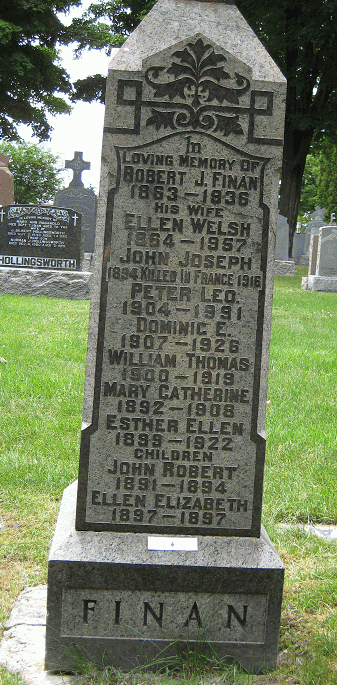 In
LOVING MEMORY OF
ROBERT J. FINAN
1863 – 1936
HIS WIFE
ELLEN WELSH
1864 – 1957
JOHN JOSEPH
1894 KILLED IN FRANCE 1916
PETER LEO
1904 – 1991
DOMINIC E.
1907 – 1926
WILLIAM THOMAS
1900 – 1919
MARY CATHERINE
1892 – 1908
ESTHER ELLEN
1899 – 1922
CHILDREN
JOHN ROBERT
1891 – 1894
ELLEN ELIZABETH
1897 – 1897
FINAN
HOLLINGSWORTH